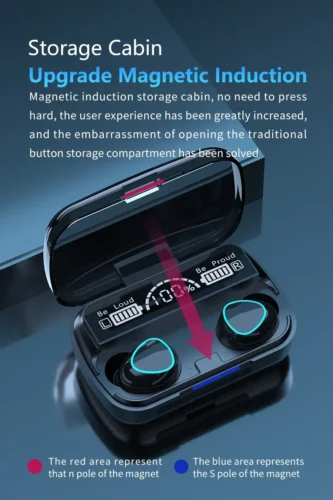 Storage Cabin
Upgrade Magnetic Induction
Magnetic induction storage cabin, no need to press
hard, the user experience has been greatly increased,
and the embarrassment of opening the traditional
button storage compartment has been solved
Be Loud
Be Proud
L
100%
R
The red area represent
that n pole of the magnet
The blue area represents
the S pole of the magnet